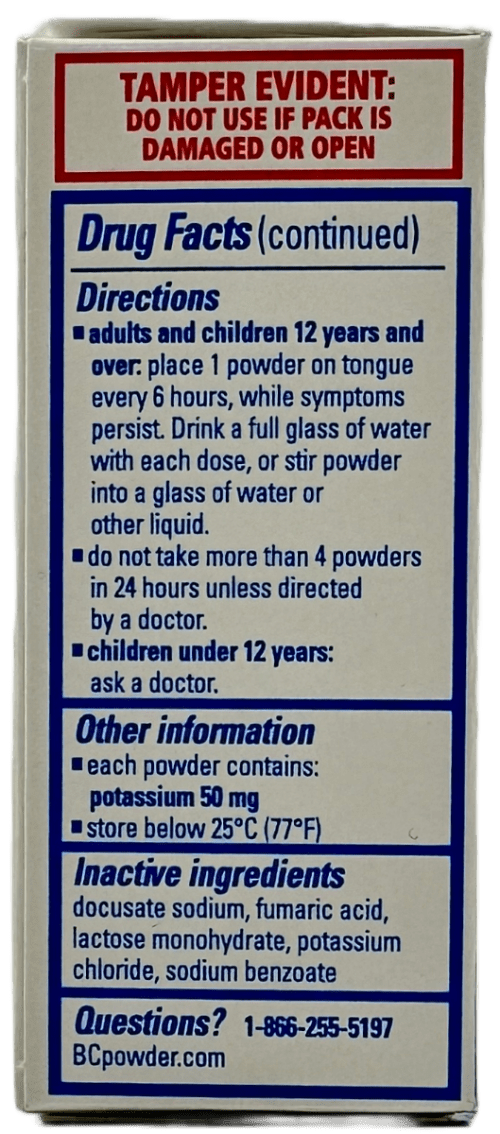 TAMPER EVIDENT:
DO NOT USE IF PACK IS
DAMAGED OR OPEN
Drug Facts (continued)
Directions
▪ adults and children 12 years and
over: place 1 powder on tongue
every 6 hours, while symptoms
persist. Drink a full glass of water
with each dose, or stir powder
into a glass of water or
other liquid.
▪ do not take more than 4 powders
in 24 hours unless directed
by a doctor.
▪ children under 12 years:
ask a doctor.
Other information
▪ each powder contains:
potassium 50 mg
▪ store below 25°C (77°F)
Inactive ingredients
docusate sodium, fumaric acid,
lactose monohydrate, potassium
chloride, sodium benzoate
Questions? 1-866-255-5197
BCpowder.com